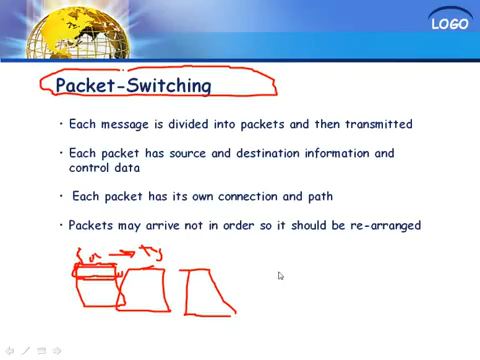 LOGO
Packet-Switching
• Each message is divided into packets and then transmitted
• Each packet has source and destination information and
control data
• Each packet has its own connection and path
• Packets may arrive not in order so it should be re-arranged